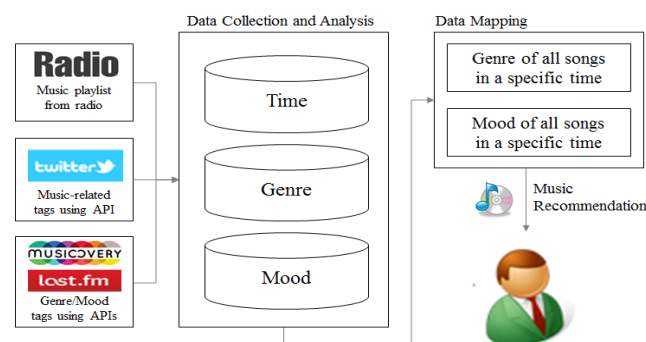 Data Collection and Analysis
Data Mapping
Radio
Music playlist
from radio
twitter
Music-related
tags using API
MUSICOVERY
last.fm
Genre/Mood
tags using APIs
Time
Genre
Mood
Genre of all songs
in a specific time
Mood of all songs
in a specific time
Music
Recommendation